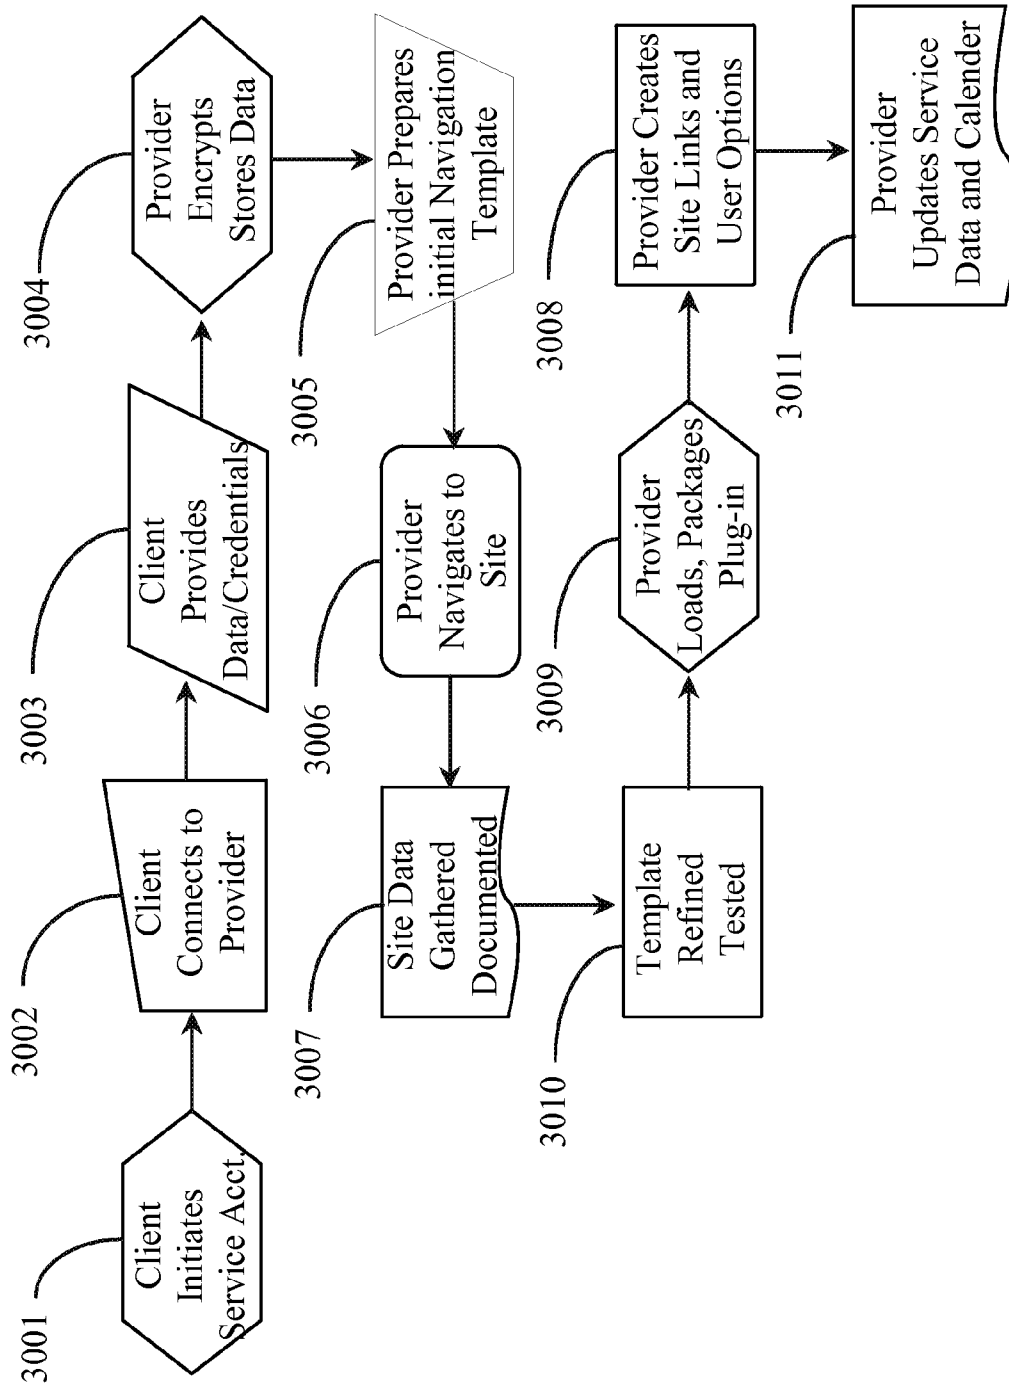 3001
Client
Initiates
Service Acct.
3002
Client
Connects to
Provider
3003
Client
Provides
Data/Credentials
3004
Provider
Encrypts
Stores Data
3005
Provider Prepares
initial Navigation
Template
3006
Provider
Navigates to
Site
3007
Site Data
Gathered
Documented
3010
Template
Refined
Tested
3009
Provider
Loads, Packages
Plug-in
3008
Provider Creates
Site Links and
User Options
3011
Provider
Updates Service
Data and Calender